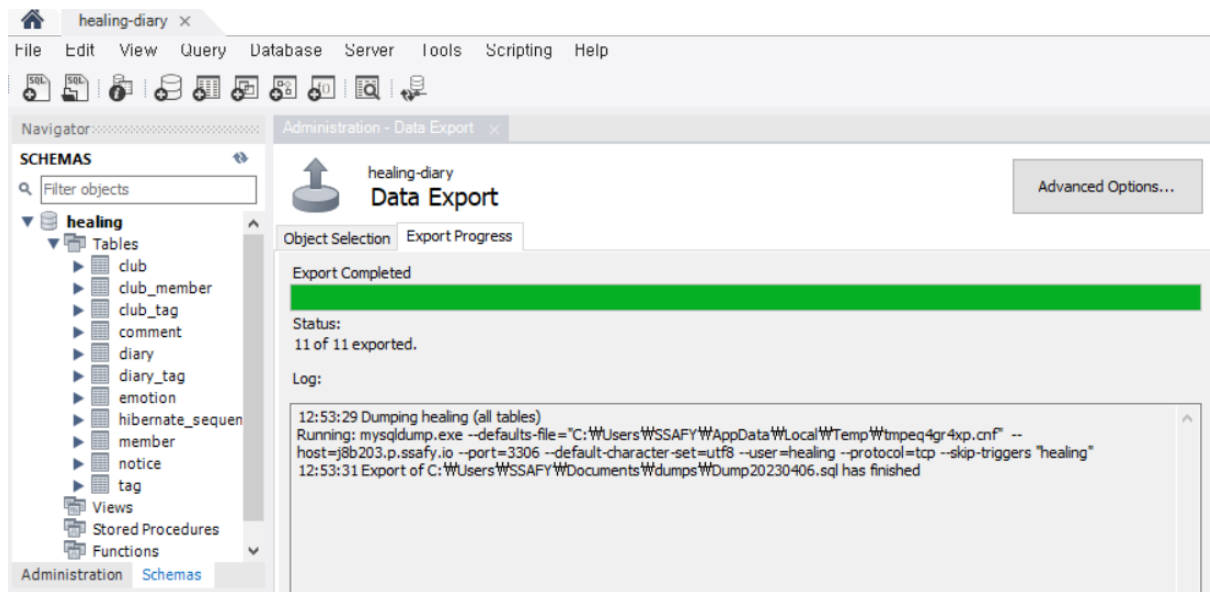 healing-diary ×
File Edit View Query Database Server Tools Scripting Help
Navigator
Administration - Data Export ×
SCHEMAS
Filter objects
healing
Tables
club
club_member
club_tag
comment
diary
diary_tag
emotion
hibernate_sequen
member
notice
tag
Views
Stored Procedures
Functions
Administration Schemas
healing-diary
Data Export
Advanced Options...
Object Selection Export Progress
Export Completed
Status:
11 of 11 exported.
Log:
12:53:29 Dumping healing (all tables)
Running: mysqldump.exe --defaults-file="C:₩Users₩SSAFY₩AppData₩Local₩Temp₩tmpeq4gr4xp.cnf" --
host=j8b203.p.ssafy.io --port=3306 --default-character-set=utf8 --user=healing --protocol=tcp --skip-triggers "healing"
12:53:31 Export of C:₩Users₩SSAFY₩Documents₩dumps₩Dump20230406.sql has finished